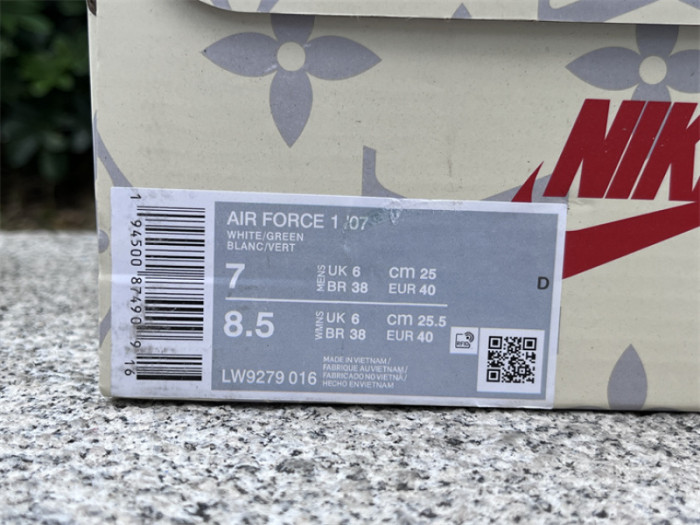 NIKE
AIR FORCE 1 /07
WHITE/GREEN
BLANC/VERT
7 MENS UK 6 cm 25
BR 38 EUR 40
D
8.5 WMNS UK 6 cm 25.5
BR 38 EUR 40
LW9279 016
MADE IN VIETNAM/
FABRIQUE AU VIETNAM/
FABRICADO NO VIETNA/
HECHO EN VIETNAM
1 94500 87490 9 16